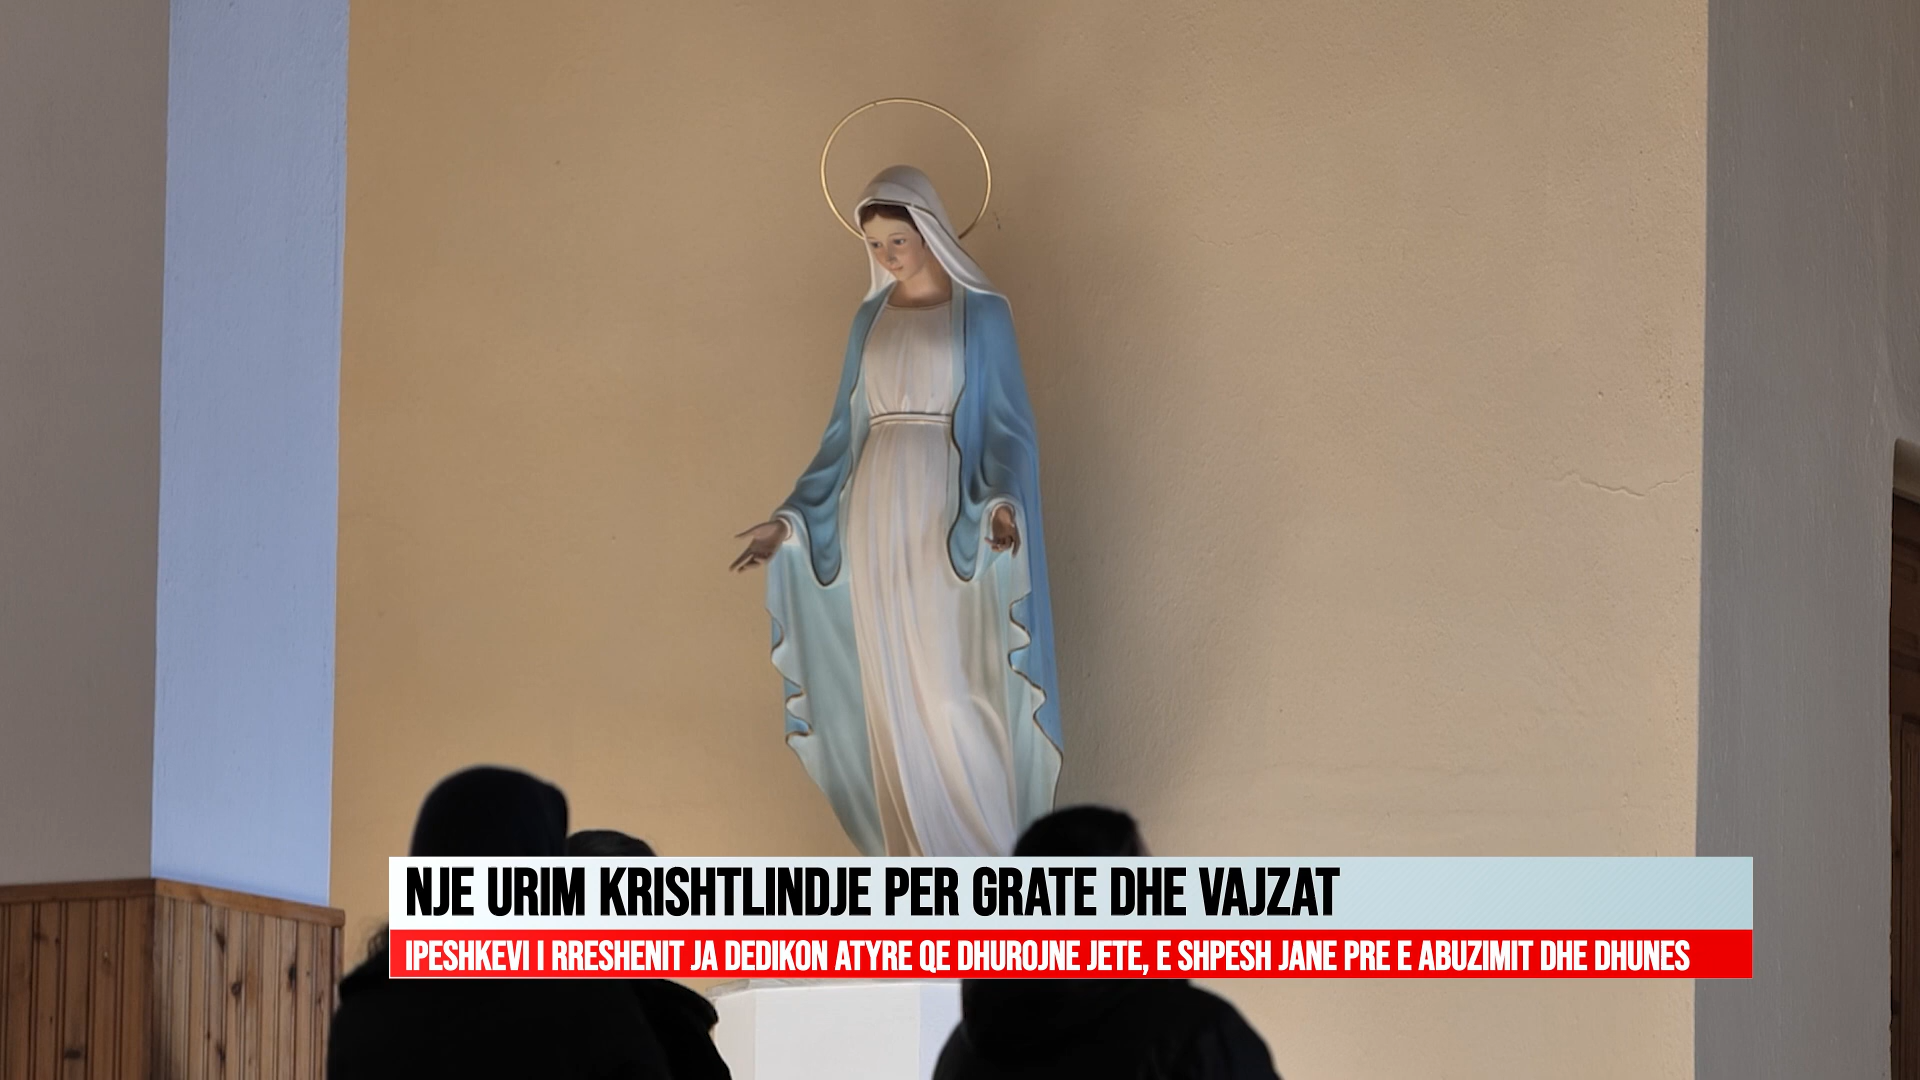 NJE URIM KRISHTLINDJE PER GRATE DHE VAJZAT
IPESHKEVI I RRESHENIT JA DEDIKON ATYRE QE DHUROJNE JETE, E SHPESH JANE PRE E ABUZIMIT DHE DHUNES